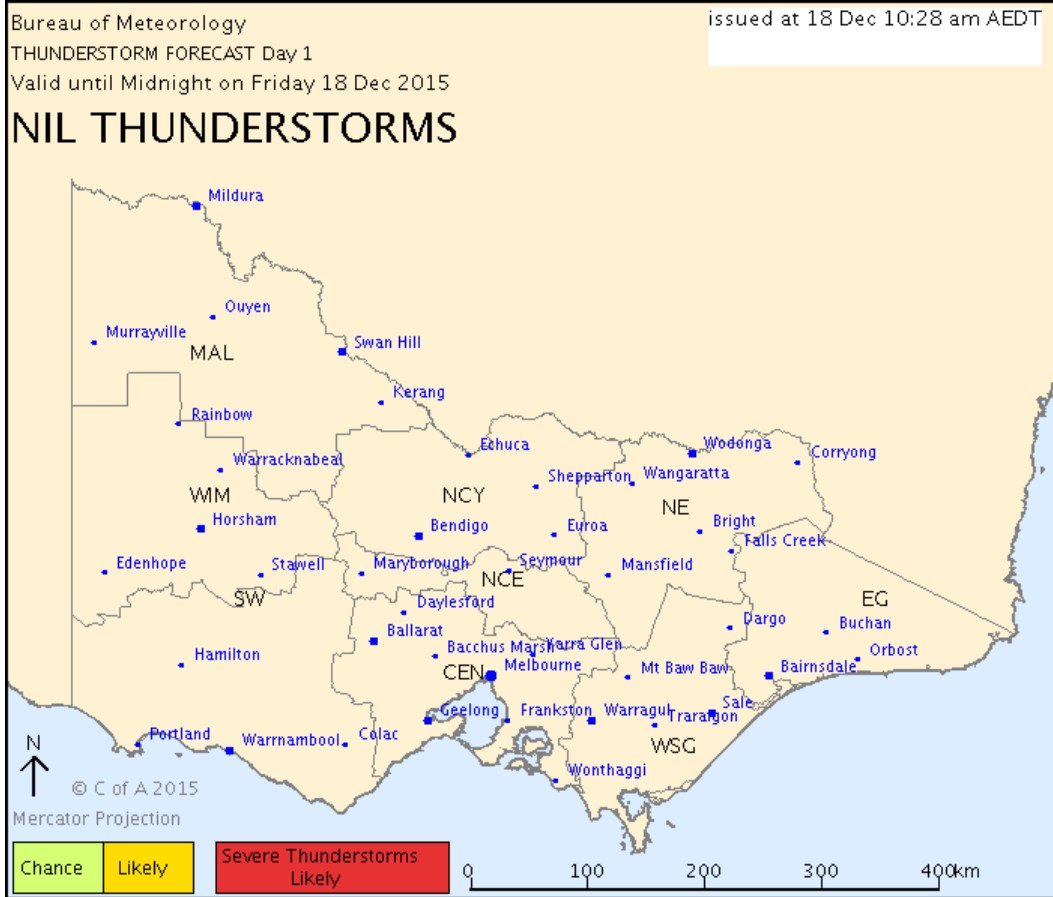 Bureau of Meteorology
issued at 18 Dec 10:28 am AEDT
THUNDERSTORM FORECAST Day 1
Valid until Midnight on Friday 18 Dec 2015
NIL THUNDERSTORMS
Mildura
Ouyen
Murrayville
MAL
Swan Hill
Kerang
Rainbow
Echuca
Wodonga
Corryong
Warracknabeal
Shepparton
Wangaratta
WIM
NCY
NE
Horsham
Bendigo
Euroa
Bright
Falls Creek
Edenhope
Stawell
Maryborough
Seymour
Mansfield
NCE
SW
EG
Daylesford
Dargo
Buchan
Ballarat
Bacchus Marsh
Yarra Glen
Orbost
Hamilton
CEN
Melbourne
Mt Baw Baw
Bairnsdale
Geelong
Frankston
Warragul
Traralgon
Sale
Portland
Warrnambool
Colac
WSG
N
Wonthaggi
© C of A 2015
Mercator Projection
Chance
Likely
Severe Thunderstorms
Likely
0 100 200 300 400km